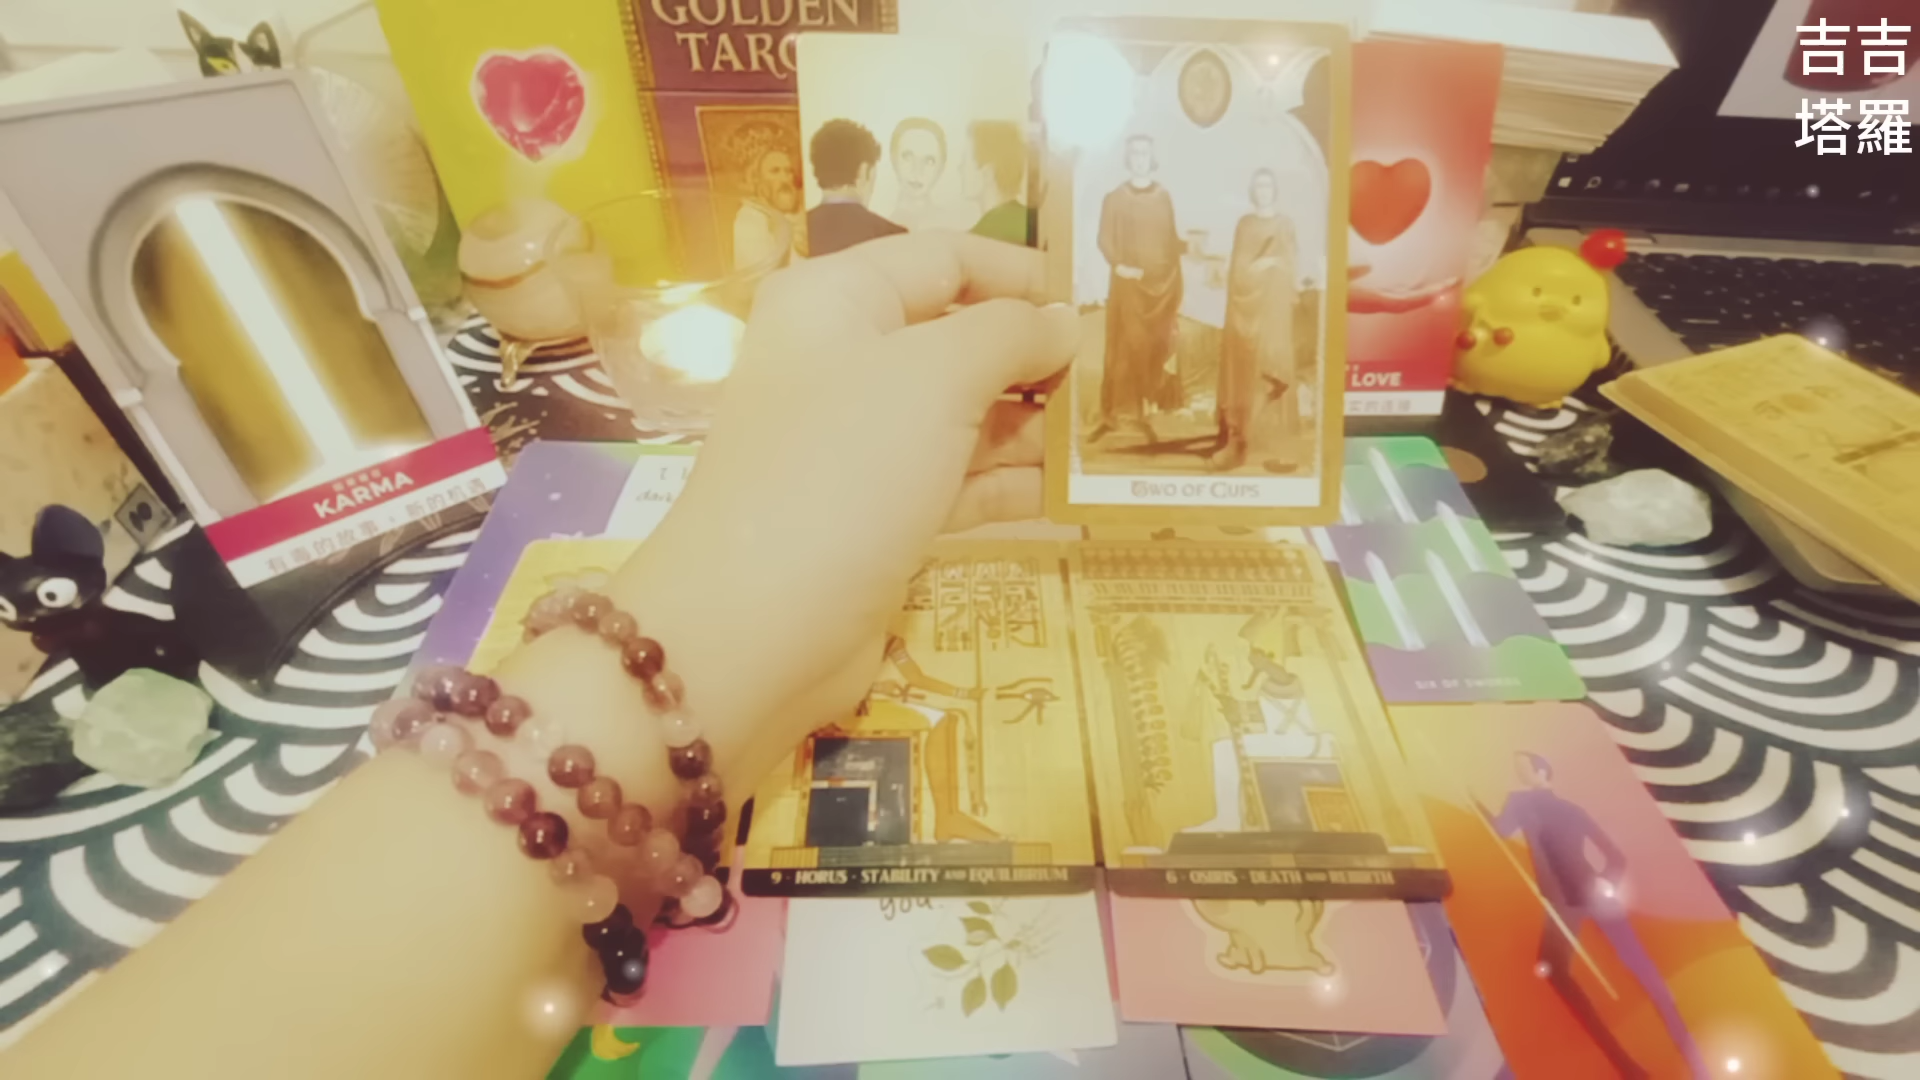 吉吉
塔羅
GOLDEN
TARO
KARMA
有毒的故事，新的机遇
LOVE
TWO OF CUPS
SIX OF SWORDS
9 · HORUS · STABILITY AND EQUILIBRIUM
6 · OSIRIS · DEATH AND REBIRTH
you.